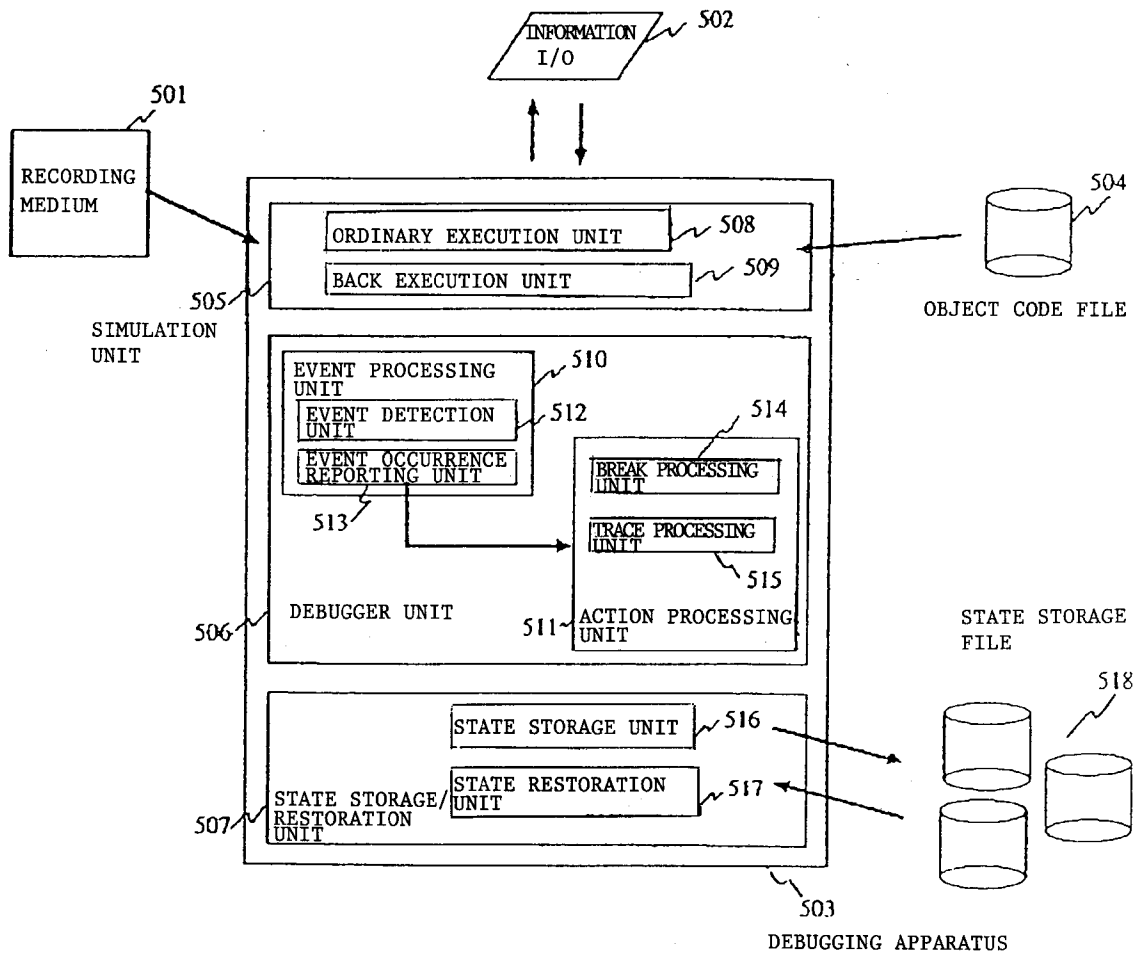 INFORMATION
I/O
502
501
RECORDING
MEDIUM
504
OBJECT CODE FILE
ORDINARY EXECUTION UNIT
508
BACK EXECUTION UNIT
509
505
SIMULATION
UNIT
EVENT PROCESSING
UNIT
510
EVENT DETECTION
UNIT
512
EVENT OCCURRENCE
REPORTING UNIT
513
514
BREAK PROCESSING
UNIT
TRACE PROCESSING
UNIT
515
506
DEBUGGER UNIT
511
ACTION PROCESSING
UNIT
STATE STORAGE
FILE
518
STATE STORAGE UNIT
516
STATE RESTORATION
UNIT
517
507
STATE STORAGE/
RESTORATION
UNIT
503
DEBUGGING APPARATUS